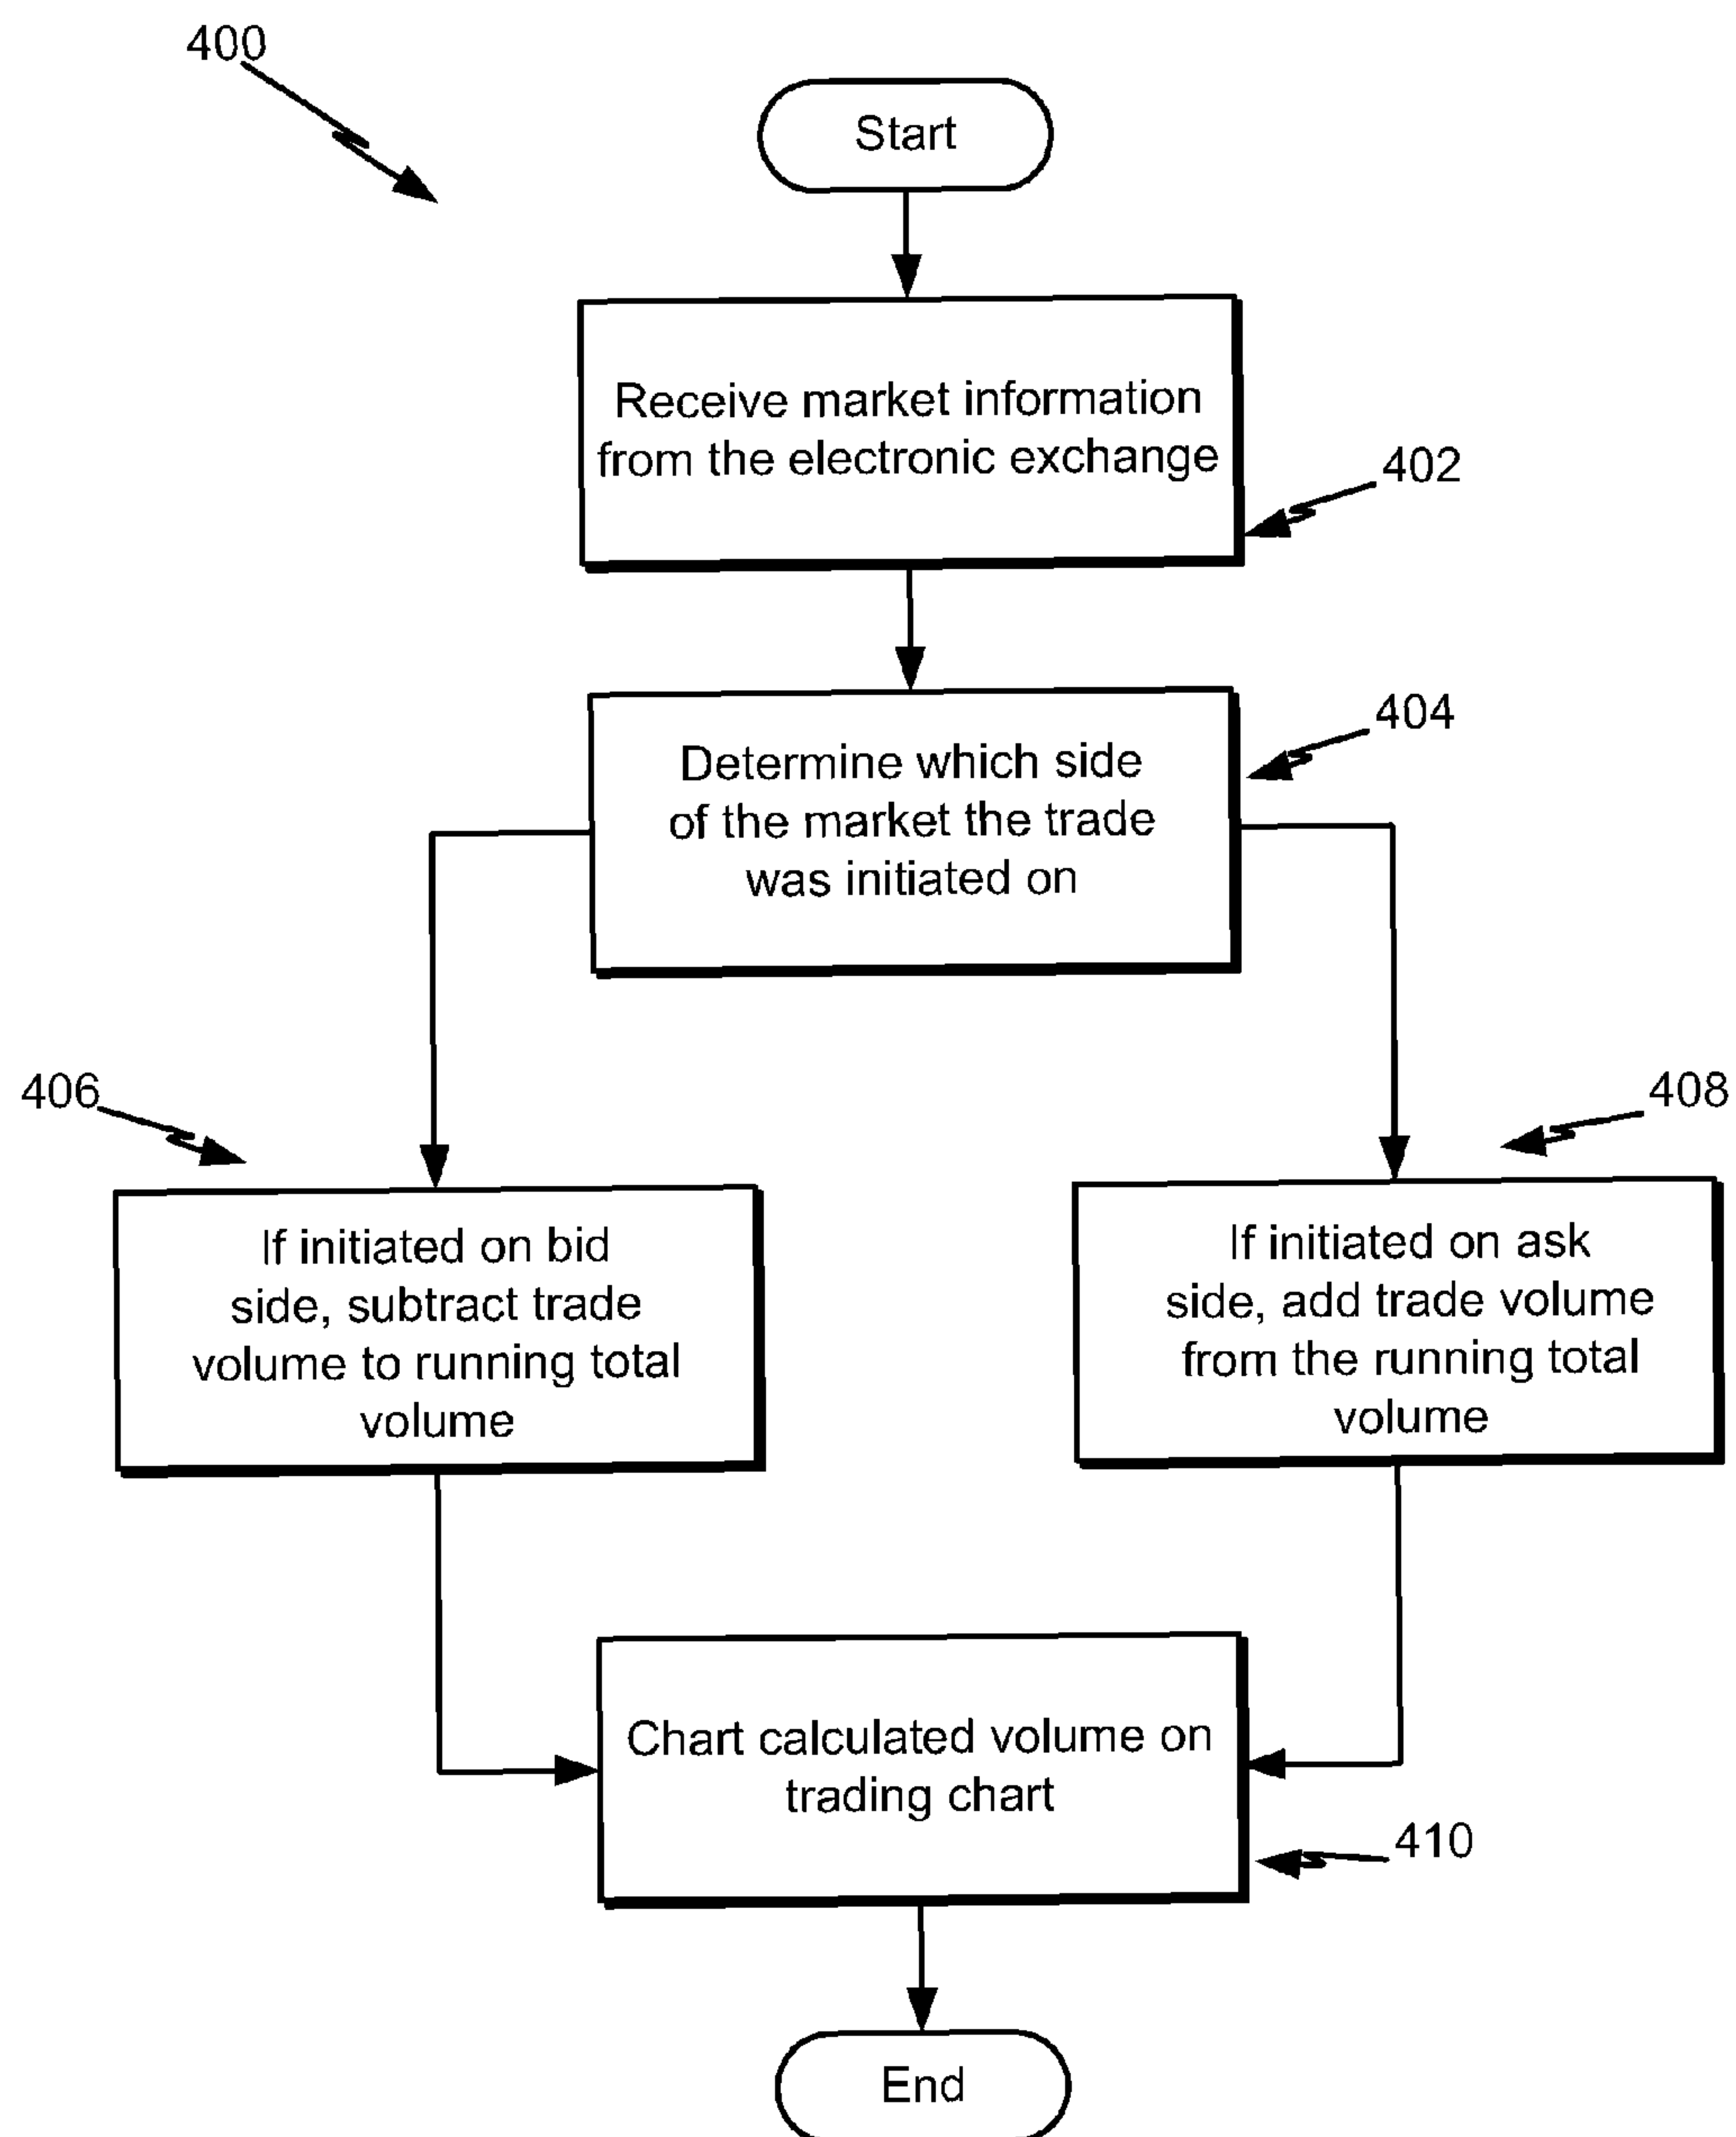 400
Start
Receive market information
from the electronic exchange
402
404
Determine which side
of the market the trade
was initiated on
406
408
If initiated on bid
side, subtract trade
volume to running total
volume
If initiated on ask
side, add trade volume
from the running total
volume
Chart calculated volume on
trading chart
410
End